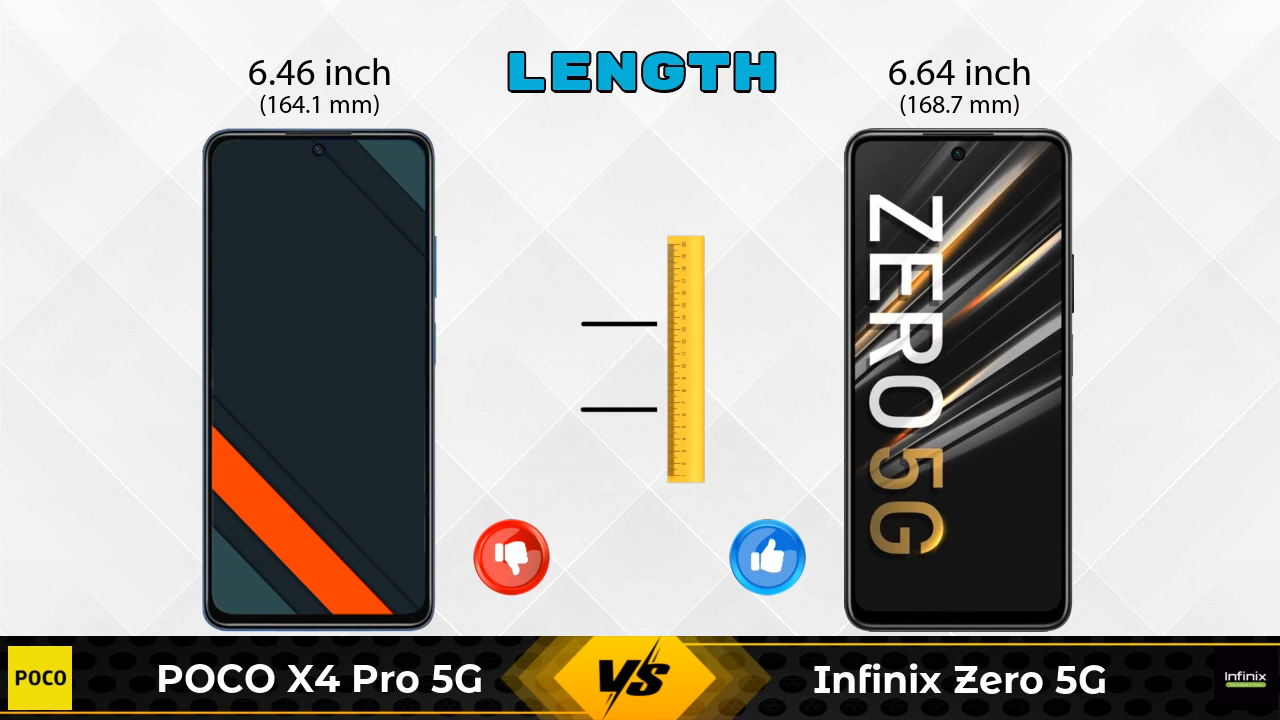 LENGTH
6.46 inch
(164.1 mm)
6.64 inch
(168.7 mm)
ZERO 5G
POCO
POCO X4 Pro 5G
VS
Infinix Zero 5G
Infinix